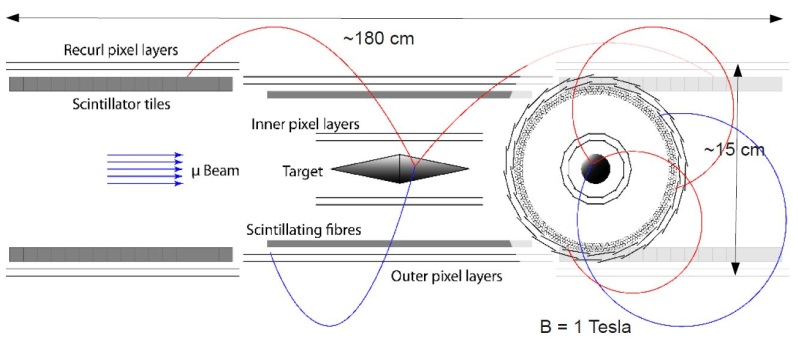 ~180 cm
Recurl pixel layers
Scintillator tiles
Inner pixel layers
μ Beam
Target
~15 cm
Scintillating fibres
Outer pixel layers
B = 1 Tesla